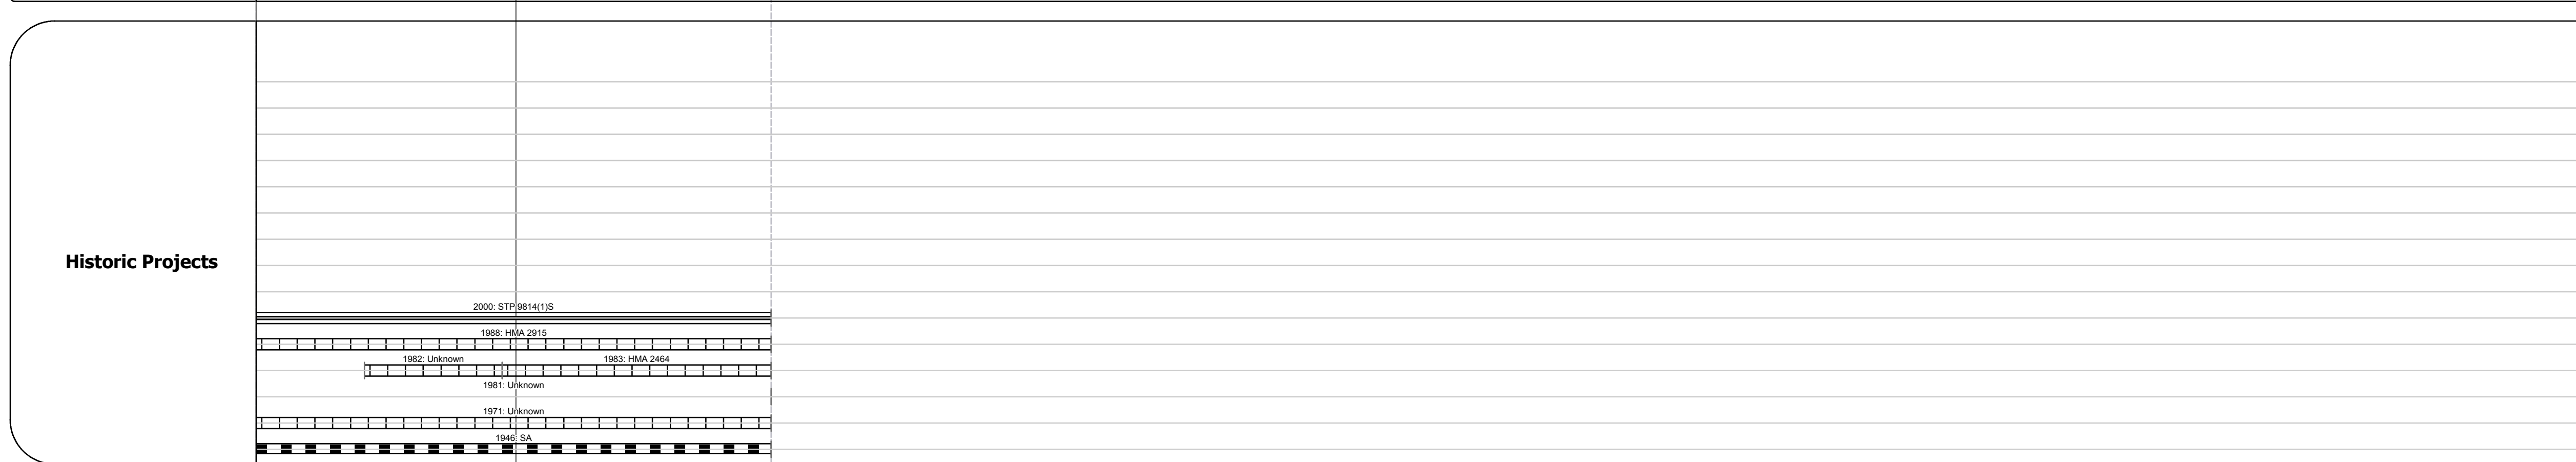 Historic Projects
2000: STP 9814(1)S
1988: HMA 2915
1982: Unknown
1983: HMA 2464
1981: Unknown
1971: Unknown
1946: SA